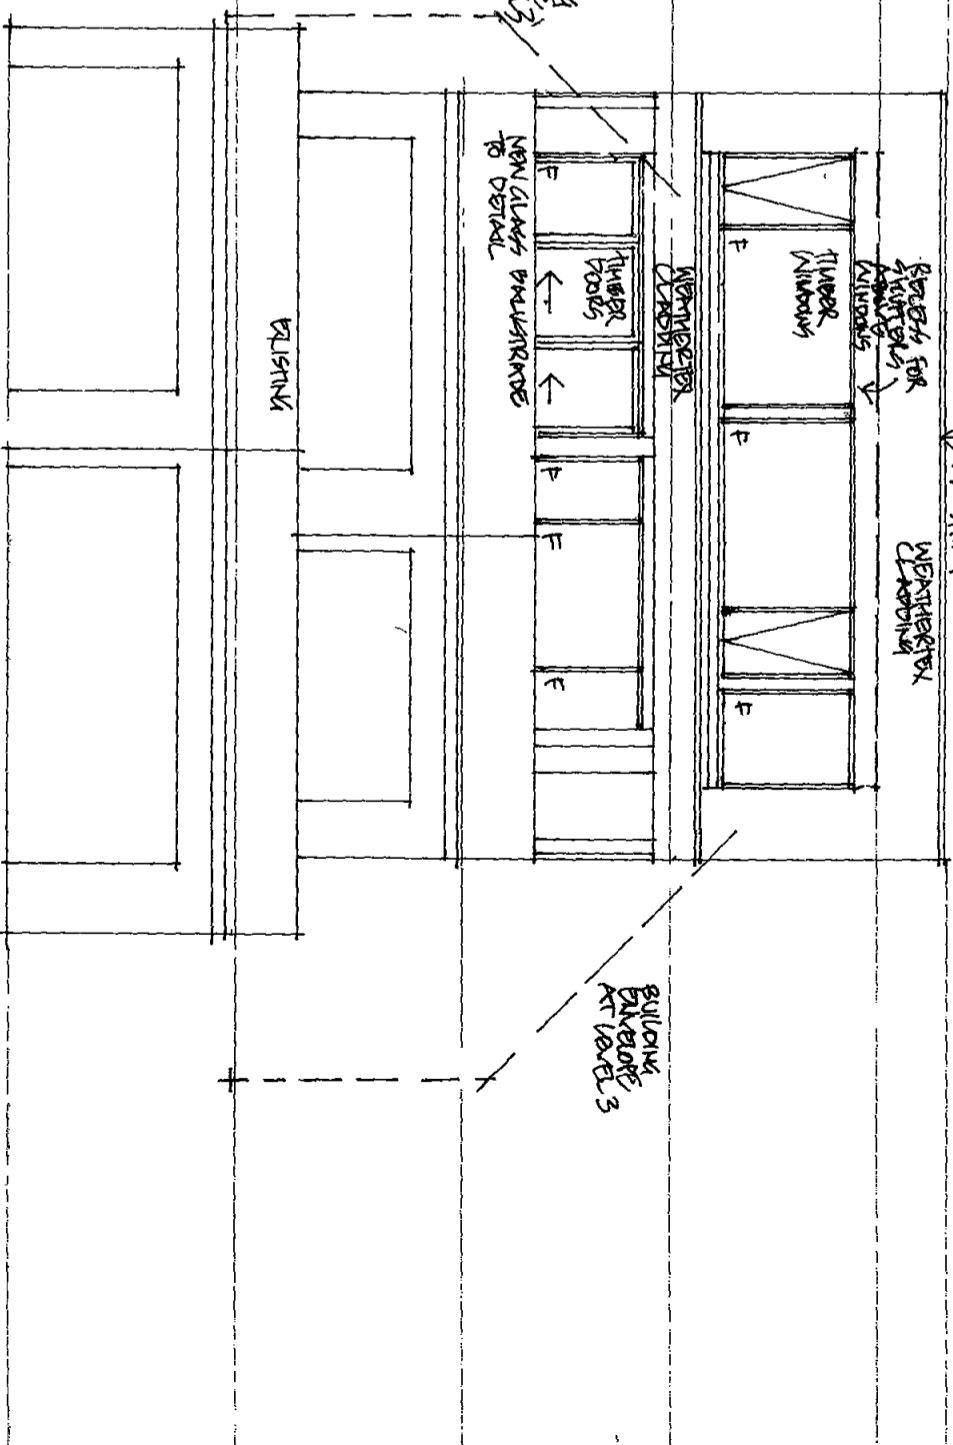 WEATHERTEX
CLADDING
RECESS FOR
SHUTTERS
ABOVE
WINDOWS
TIMBER
WINDOWS
F
F
F
WEATHERTEX
CLADDING
TIMBER
DOORS
F
F
F
F
NEW GLASS BALUSTRADE
TO DETAIL
EXISTING
BUILDING
ENVELOPE
AT LEVEL 3